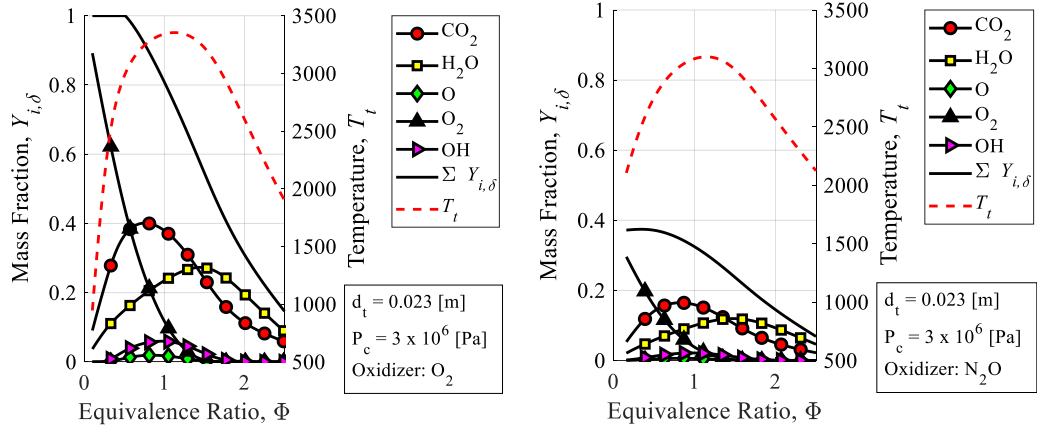 1
0.8
0.6
0.4
0.2
0
Mass Fraction, Y_{i,δ}
0 1 2
Equivalence Ratio, Φ
3500
3000
2500
2000
1500
1000
500
Temperature, T_t
CO_2
H_2O
O
O_2
OH
Σ Y_{i,δ}
T_t
d_t = 0.023 [m]
P_c = 3 x 10^6 [Pa]
Oxidizer: O_2
1
0.8
0.6
0.4
0.2
0
Mass Fraction, Y_{i,δ}
0 1 2
Equivalence Ratio, Φ
3500
3000
2500
2000
1500
1000
500
Temperature, T_t
CO_2
H_2O
O
O_2
OH
Σ Y_{i,δ}
T_t
d_t = 0.023 [m]
P_c = 3 x 10^6 [Pa]
Oxidizer: N_2O